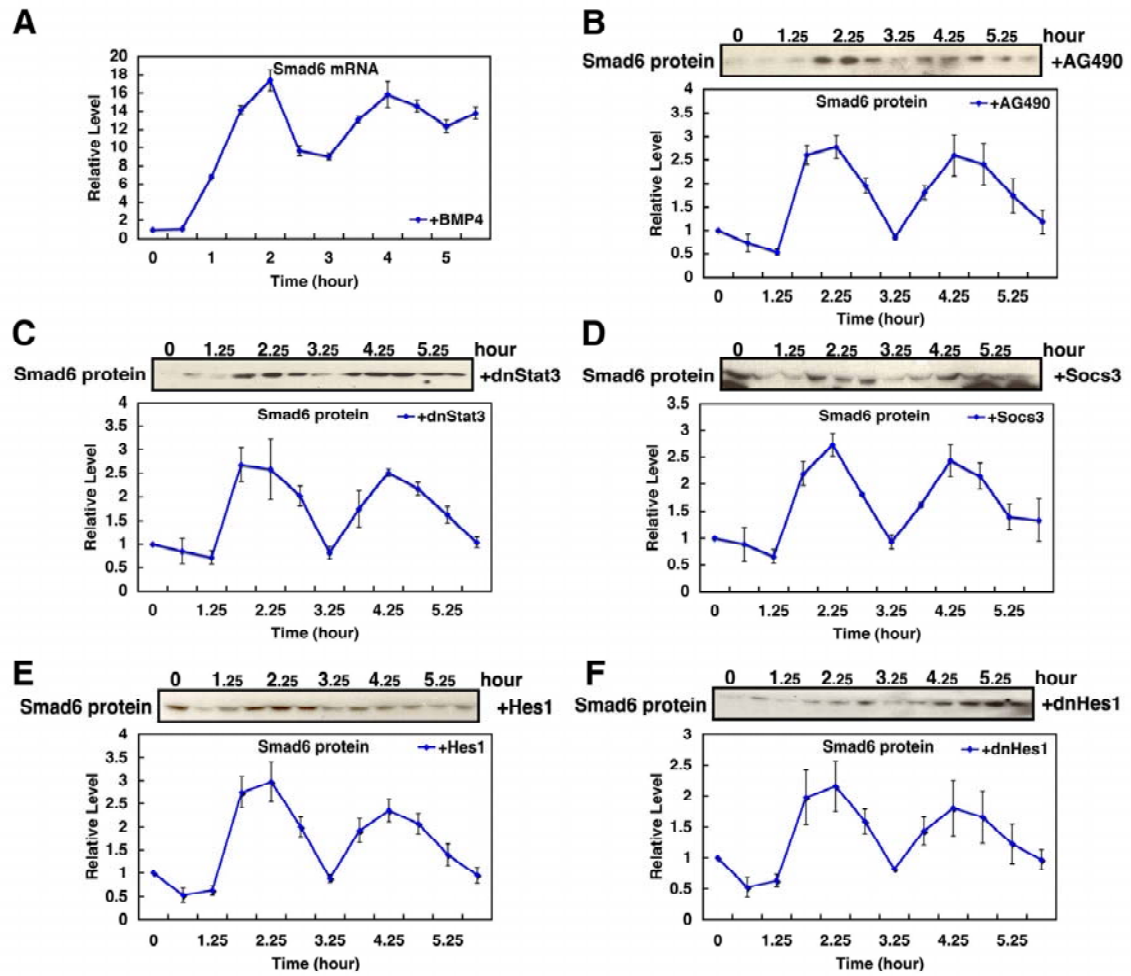 A
Smad6 mRNA
Relative Level
20
18
16
14
12
10
8
6
4
2
0
+BMP4
0 1 2 3 4 5
Time (hour)
B
0 1.25 2.25 3.25 4.25 5.25 hour
Smad6 protein +AG490
Smad6 protein +AG490
Relative Level
4
3.5
3
2.5
2
1.5
1
0.5
0
0 1.25 2.25 3.25 4.25 5.25
Time (hour)
C
0 1.25 2.25 3.25 4.25 5.25 hour
Smad6 protein +dnStat3
Smad6 protein +dnStat3
Relative Level
4
3.5
3
2.5
2
1.5
1
0.5
0
0 1.25 2.25 3.25 4.25 5.25
Time (hour)
D
0 1.25 2.25 3.25 4.25 5.25 hour
Smad6 protein +Socs3
Smad6 protein +Socs3
Relative Level
3.5
3
2.5
2
1.5
1
0.5
0
0 1.25 2.25 3.25 4.25 5.25
Time (hour)
E
0 1.25 2.25 3.25 4.25 5.25 hour
Smad6 protein +Hes1
Smad6 protein +Hes1
Relative Level
4
3.5
3
2.5
2
1.5
1
0.5
0
0 1.25 2.25 3.25 4.25 5.25
Time (hour)
F
0 1.25 2.25 3.25 4.25 5.25 hour
Smad6 protein +dnHes1
Smad6 protein +dnHes1
Relative Level
3
2.5
2
1.5
1
0.5
0
0 1.25 2.25 3.25 4.25 5.25
Time (hour)